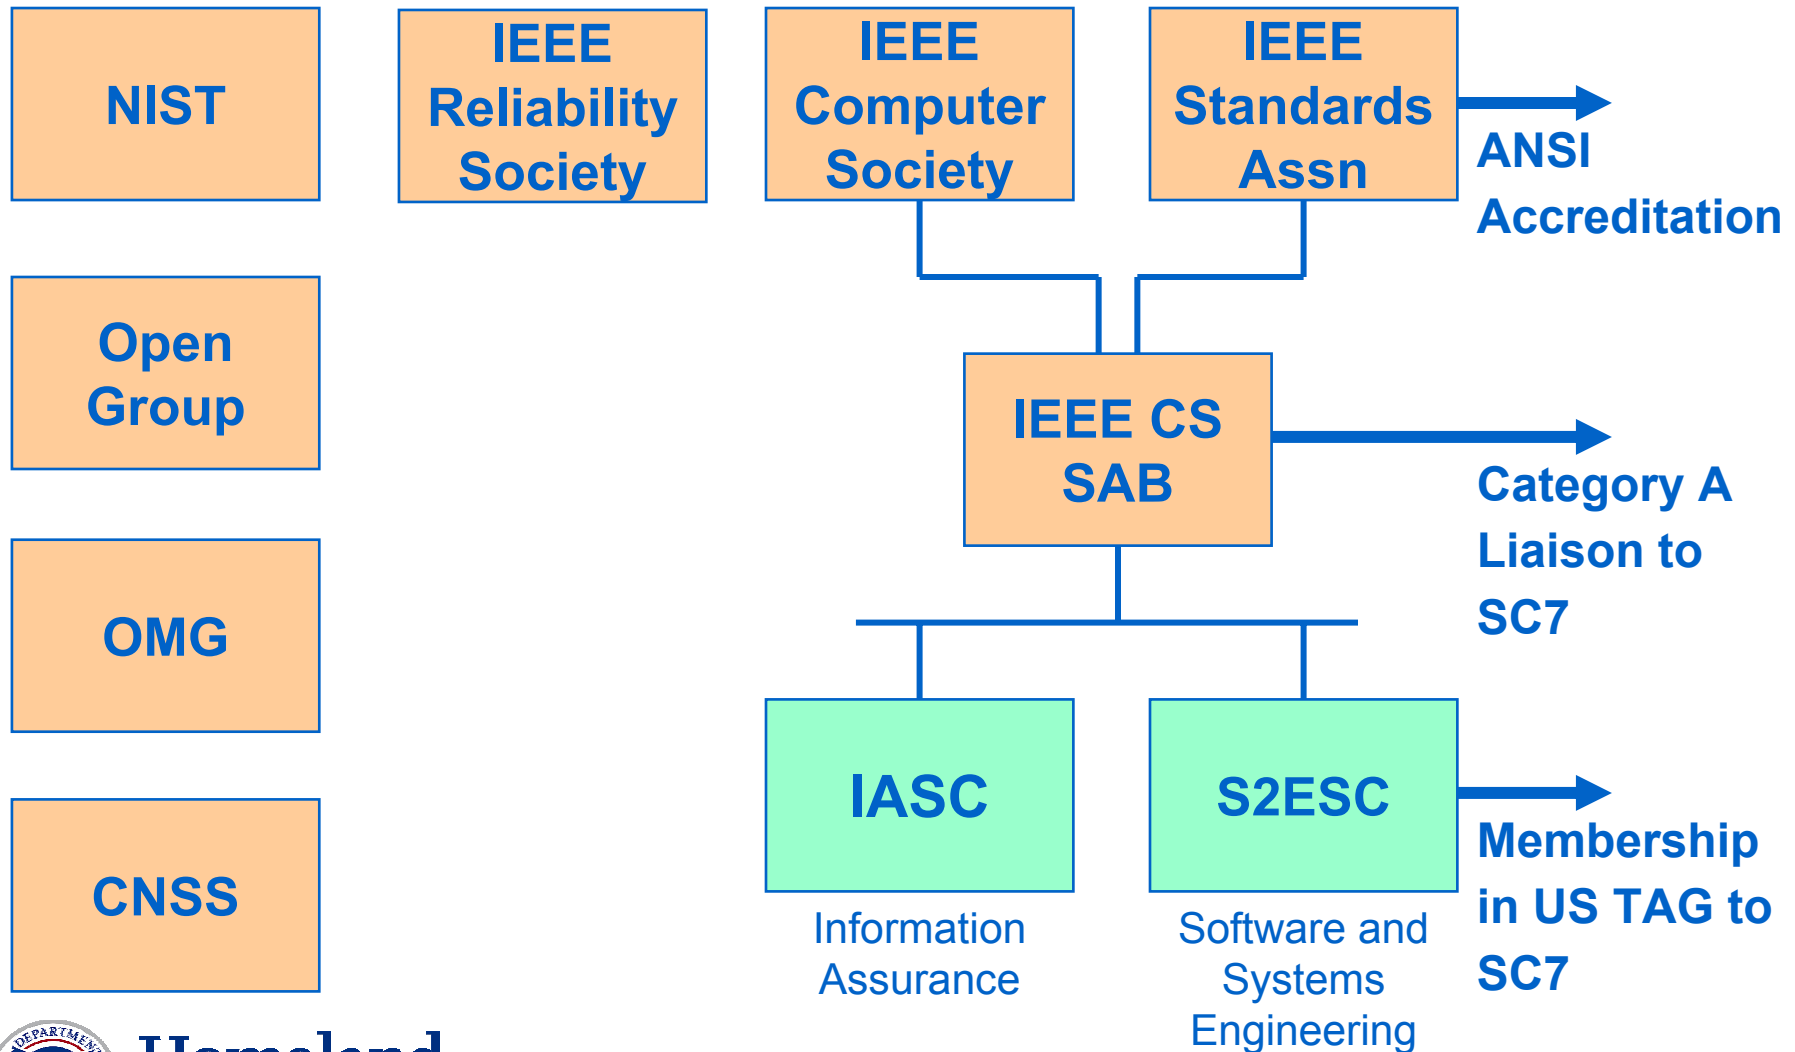 NIST
IEEE
Reliability
Society
IEEE
Computer
Society
IEEE
Standards
Assn
ANSI
Accreditation
Open
Group
IEEE CS
SAB
Category A
Liaison to
SC7
OMG
IASC
S2ESC
Membership
in US TAG to
SC7
CNSS
Information
Assurance
Software and
Systems
Engineering
Homeland